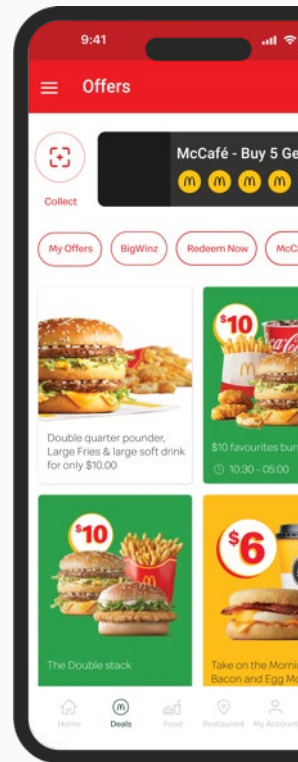 9:41
Offers
McCafé - Buy 5 Ge
Collect
My Offers
BigWinz
Redeem Now
McCa
$10
Double quarter pounder,
Large Fries & large soft drink
for only $10.00
$10 favourites bun
10:30 - 05:00
$10
$6
The Double stack
Take on the Morni
Bacon and Egg Mc
Home
Deals
Food
Restaurant
My Account